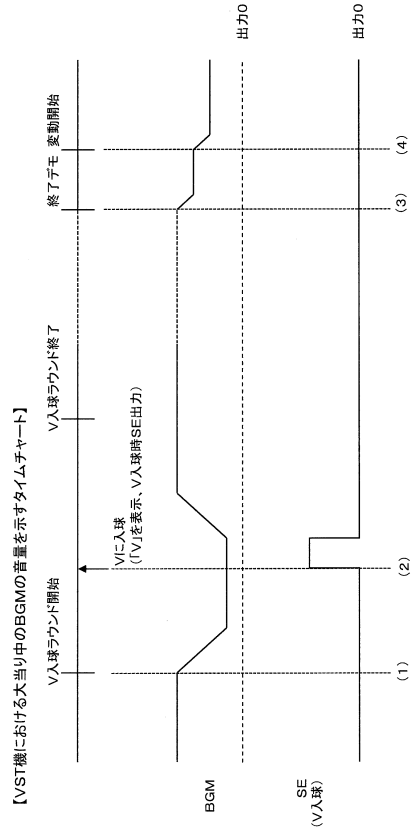 【VST機における大当り中のBGMの音量を示すタイムチャート】
V入球ラウンド開始
V入球ラウンド終了
終了デモ
変動開始
Vに入球
(「V」を表示、V入球時SE出力)
BGM
出力0
SE
(V入球)
出力0
(1)
(2)
(3)
(4)